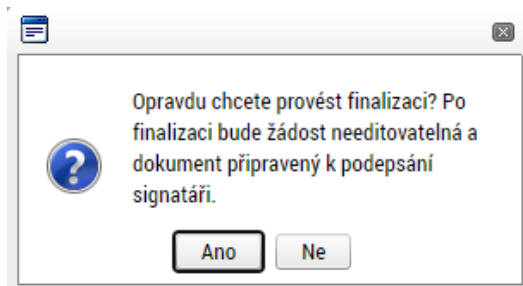 Opravdu chcete provést finalizaci? Po
finalizaci bude žádost needitovatelná a
dokument připravený k podepsání
signatáři.
Ano Ne